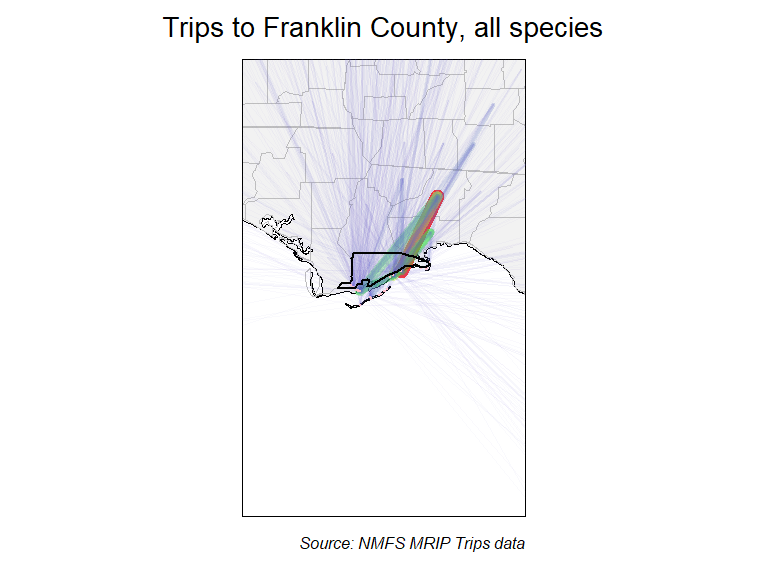 Trips to Franklin County, all species
Source: NMFS MRIP Trips data